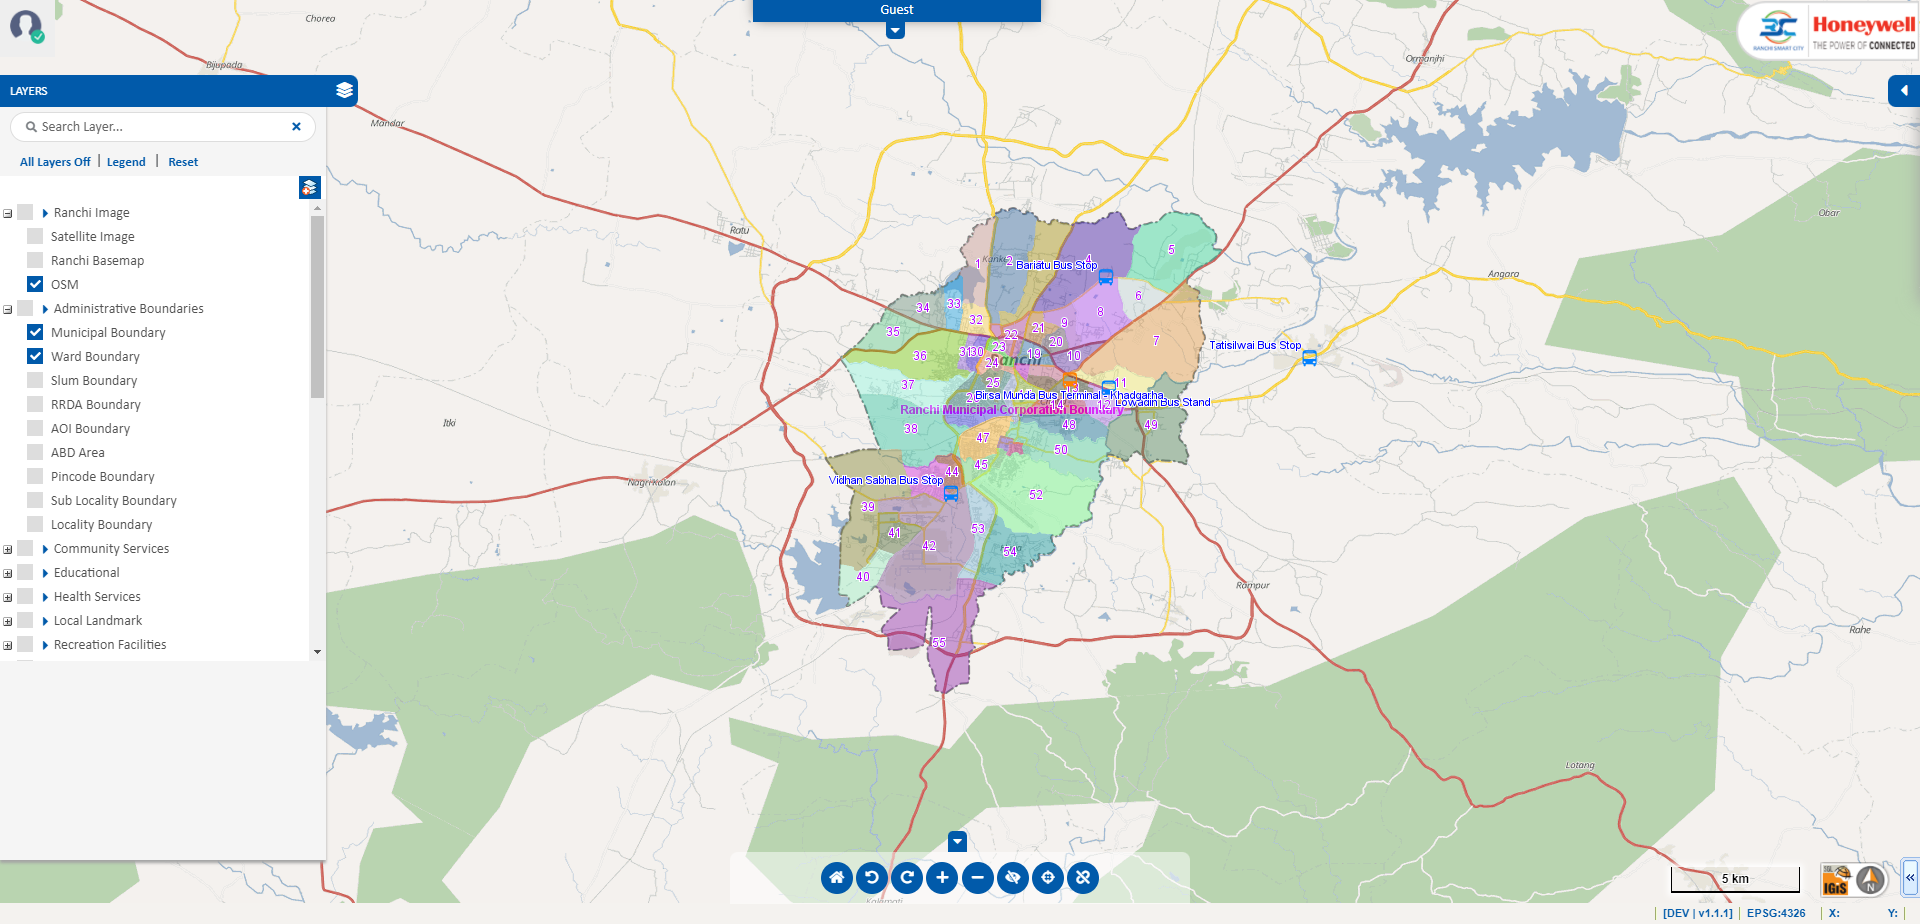 Guest
RANCHI SMART CITY
Honeywell
THE POWER OF CONNECTED
LAYERS
Search Layer...
All Layers Off | Legend | Reset
Ranchi Image
Satellite Image
Ranchi Basemap
OSM
Administrative Boundaries
Municipal Boundary
Ward Boundary
Slum Boundary
RRDA Boundary
AOI Boundary
ABD Area
Pincode Boundary
Sub Locality Boundary
Locality Boundary
Community Services
Educational
Health Services
Local Landmark
Recreation Facilities
Chorea
Bijupada
Mandar
Ormanjhi
Ratu
Obar
Angara
Itki
Nagri Kalan
Rampur
Rahe
Lotang
Kalamati
1
2
4
5
Bariatu Bus Stop
6
34
33
32
35
36
37
38
22
21
9
8
7
20
23
31
30
19
10
24
25
11
Ranchi
Tatisilwai Bus Stop
Birsa Munda Bus Terminal - Khadgarha
Lowadih Bus Stand
Ranchi Municipal Corporation Boundary
14
12
48
49
47
50
45
44
Vidhan Sabha Bus Stop
52
39
41
42
53
54
40
55
5 km
IGiS
N
[DEV | v1.1.1]
EPSG:4326
X:
Y: